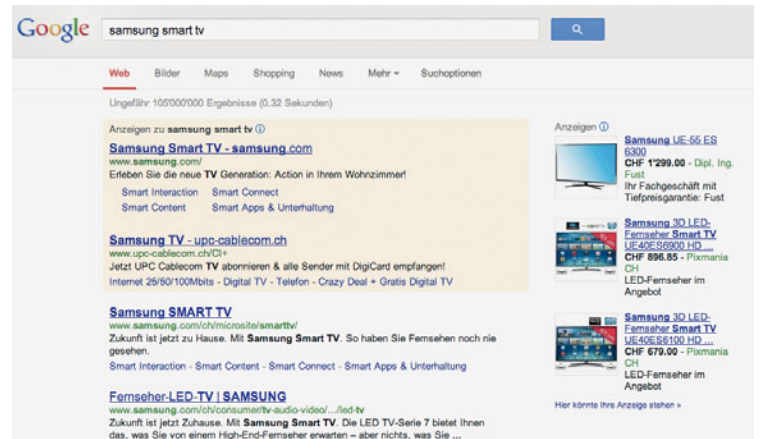 Google
samsung smart tv
Web Bilder Maps Shopping News Mehr Suchoptionen
Ungefähr 105'000'000 Ergebnisse (0.32 Sekunden)
Anzeigen zu samsung smart tv
Samsung Smart TV - samsung.com
www.samsung.com/
Erleben Sie die neue TV Generation: Action in Ihrem Wohnzimmer!
Smart Interaction Smart Connect
Smart Content Smart Apps & Unterhaltung
Samsung TV - upc-cablecom.ch
www.upc-cablecom.ch/CI+
Jetzt UPC Cablecom TV abonnieren & alle Sender mit DigiCard empfangen!
Internet 25/50/100Mbits - Digital TV - Telefon - Crazy Deal + Gratis Digital TV
Samsung SMART TV
www.samsung.com/ch/microsite/smarttv/
Zukunft ist jetzt zu Hause. Mit Samsung Smart TV. So haben Sie Fernsehen noch nie
gesehen.
Smart Interaction - Smart Content - Smart Connect - Smart Apps & Unterhaltung
Fernseher-LED-TV | SAMSUNG
www.samsung.com/ch/consumer/tv-audio-video/.../led-tv
Zukunft ist jetzt Zuhause. Mit Samsung Smart TV. Die LED TV-Serie 7 bietet Ihnen
das, was Sie von einem High-End-Fernseher erwarten – aber nichts, was Sie ...
Anzeigen
Samsung UE-55 ES
6300
CHF 1'299.00 - Dipl. Ing.
Fust
Ihr Fachgeschäft mit
Tiefpreisgarantie: Fust
Samsung 3D LED-
Fernseher Smart TV
UE40ES6900 HD ...
CHF 896.85 - Pixmania
CH
LED-Fernseher im
Angebot
Samsung 3D LED-
Fernseher Smart TV
UE40ES6100 HD ...
CHF 679.00 - Pixmania
CH
LED-Fernseher im
Angebot
Hier könnte Ihre Anzeige stehen »